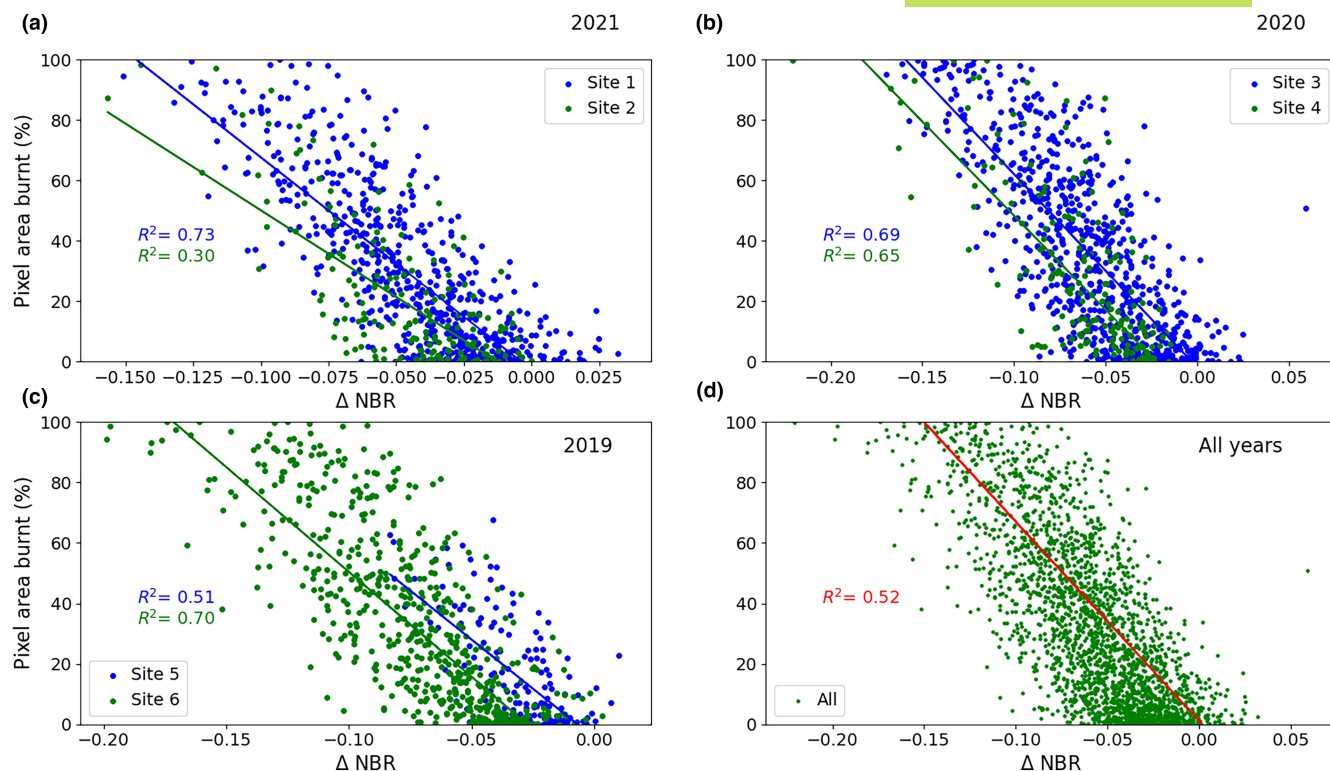 (a) 2021
100
80
60
40
20
0
Pixel area burnt (%)
Site 1
Site 2
R²= 0.73
R²= 0.30
−0.150 −0.125 −0.100 −0.075 −0.050 −0.025 0.000 0.025
Δ NBR
(b) 2020
100
80
60
40
20
0
Site 3
Site 4
R²= 0.69
R²= 0.65
−0.20 −0.15 −0.10 −0.05 0.00 0.05
Δ NBR
(c)
2019
100
80
60
40
20
0
Pixel area burnt (%)
R²= 0.51
R²= 0.70
Site 5
Site 6
−0.20 −0.15 −0.10 −0.05 0.00
Δ NBR
(d)
All years
100
80
60
40
20
0
R²= 0.52
All
−0.20 −0.15 −0.10 −0.05 0.00 0.05
Δ NBR